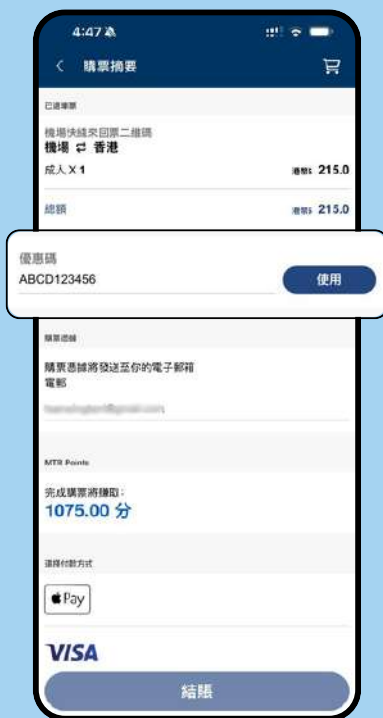 4:47
購票摘要
已選車票
機場快綫來回票二維碼
機場 ⇄ 香港
成人 X 1 港幣$ 215.0
總額 港幣$ 215.0
優惠碼
ABCD123456 使用
購票憑據
購票憑據將發送至你的電子郵箱
電郵
MTR Points
完成購票將賺取：
1075.00 分
選擇付款方式
Pay
VISA
結賬